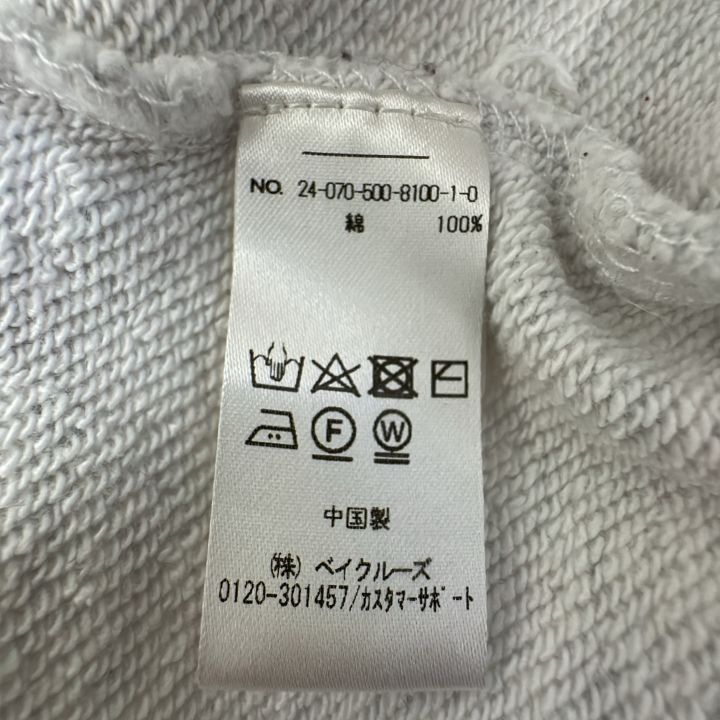 NO. 24-070-500-8100-1-0
綿 100%
F W
中国製
(株) ベイクルーズ
0120-301457/カスタマーサポート